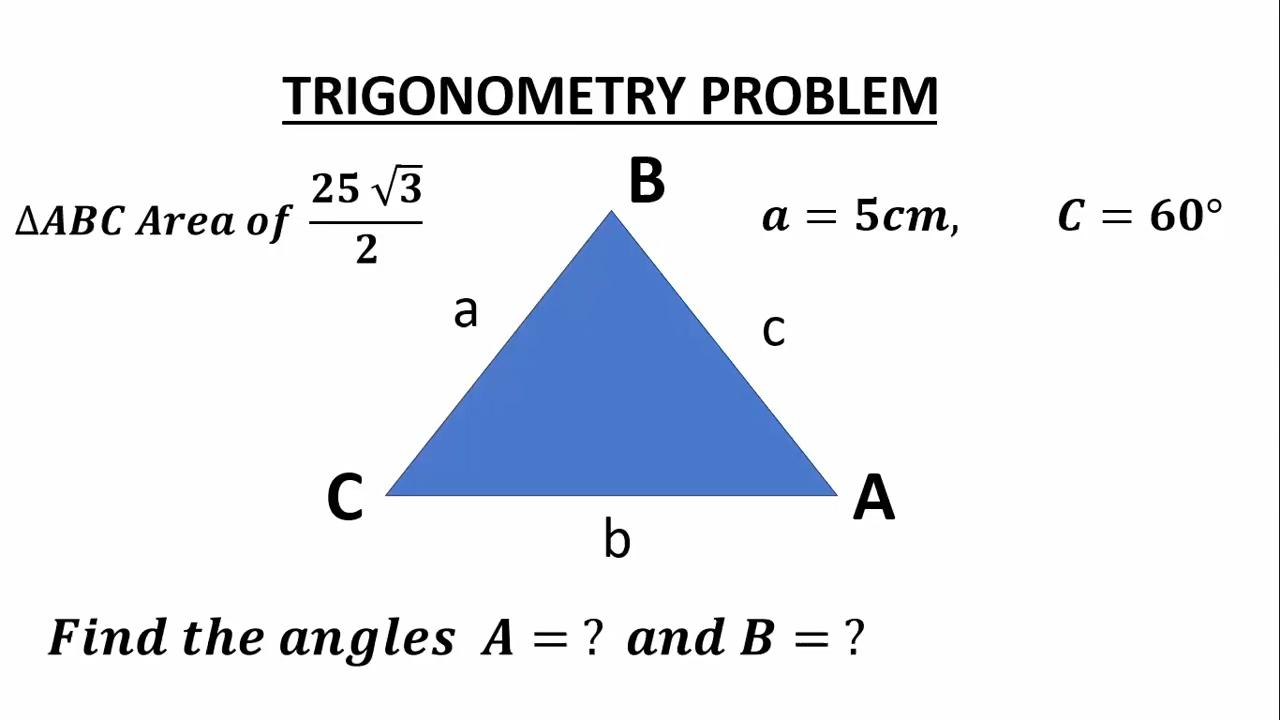 TRIGONOMETRY PROBLEM
B
ΔABC Area of 25 √3 / 2
a = 5cm, C = 60°
a
c
C
A
b
Find the angles A = ? and B = ?